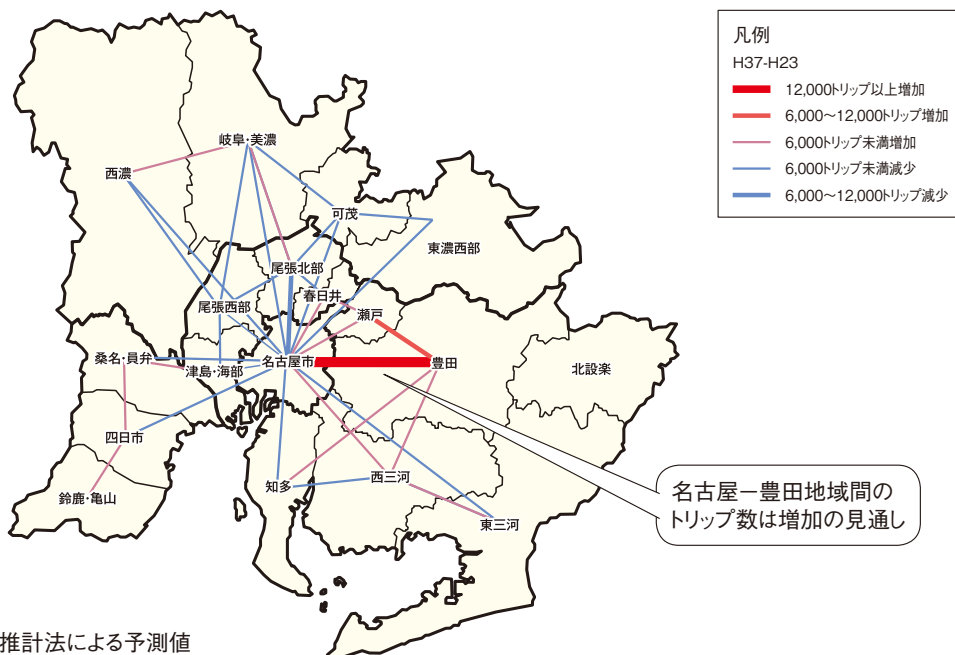 凡例
H37-H23
12,000トリップ以上増加
6,000～12,000トリップ増加
6,000トリップ未満増加
6,000トリップ未満減少
6,000～12,000トリップ減少
岐阜・美濃
西濃
可茂
東濃西部
尾張北部
春日井
尾張西部
瀬戸
桑名・員弁
津島・海部
名古屋市
豊田
北設楽
四日市
知多
西三河
鈴鹿・亀山
東三河
名古屋ー豊田地域間の
トリップ数は増加の見通し
推計法による予測値